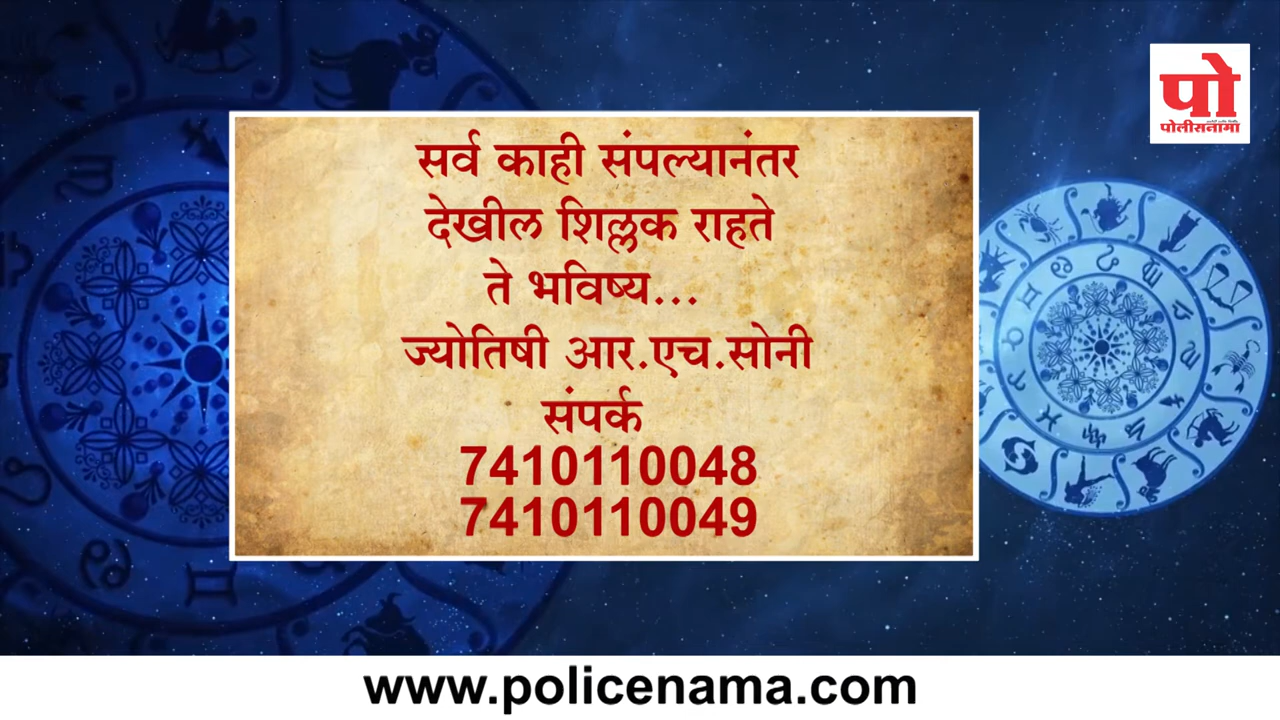 पो
पोलीसनामा
सर्व काही संपल्यानंतर
देखील शिल्लक राहते
ते भविष्य...
ज्योतिषी आर.एच.सोनी
संपर्क
7410110048
7410110049
www.policenama.com